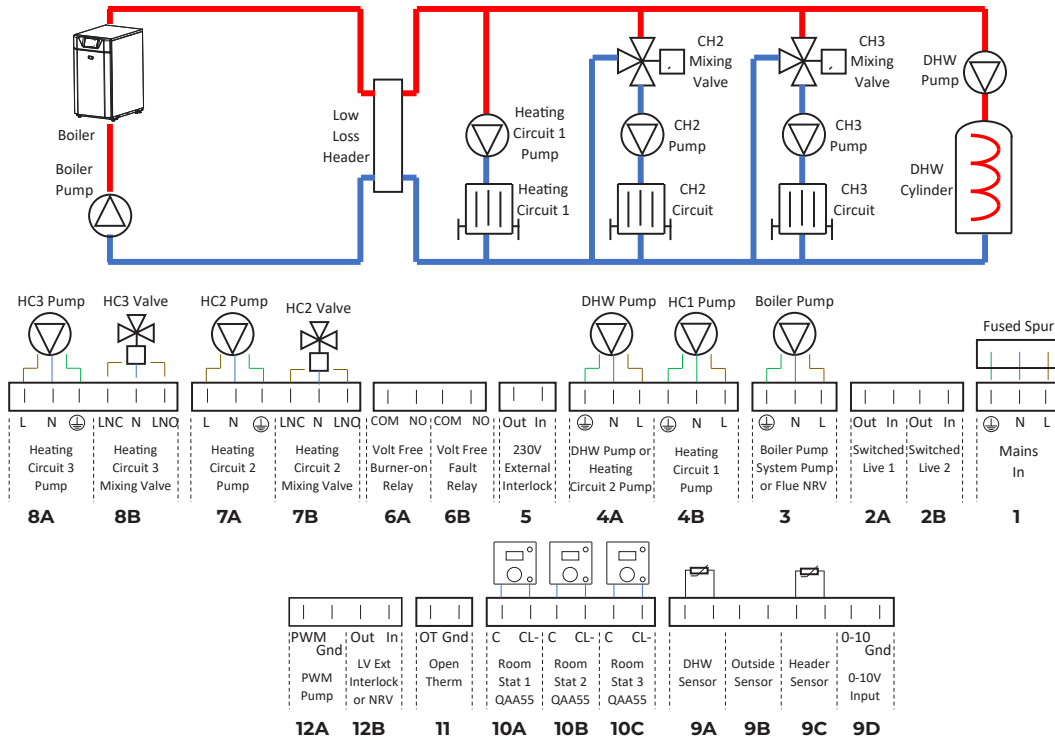 Boiler
Boiler
Pump
Low
Loss
Header
Heating
Circuit 1
Pump
Heating
Circuit 1
CH2
Mixing
Valve
CH2
Pump
CH2
Circuit
CH3
Mixing
Valve
CH3
Pump
CH3
Circuit
DHW
Pump
DHW
Cylinder
HC3 Pump
HC3 Valve
HC2 Pump
HC2 Valve
DHW Pump
HC1 Pump
Boiler Pump
Fused Spur
L N
LNC N LNO
L N
LNC N LNO
COM NO
COM NO
Out In
N L
N L
N L
Out In
Out In
N L
Heating
Circuit 3
Pump
Heating
Circuit 3
Mixing Valve
Heating
Circuit 2
Pump
Heating
Circuit 2
Mixing Valve
Volt Free
Burner-on
Relay
Volt Free
Fault
Relay
230V
External
Interlock
DHW Pump or
Heating
Circuit 2 Pump
Heating
Circuit 1
Pump
Boiler Pump
System Pump
or Flue NRV
Switched
Live 1
Switched
Live 2
Mains
In
8A 8B 7A 7B 6A 6B 5 4A 4B 3 2A 2B 1
PWM
Gnd
Out In
OT Gnd
C CL-
C CL-
C CL-
0-10
Gnd
PWM
Pump
LV Ext
Interlock
or NRV
Open
Therm
Room
Stat 1
QAA55
Room
Stat 2
QAA55
Room
Stat 3
QAA55
DHW
Sensor
Outside
Sensor
Header
Sensor
0-10V
Input
12A 12B 11 10A 10B 10C 9A 9B 9C 9D